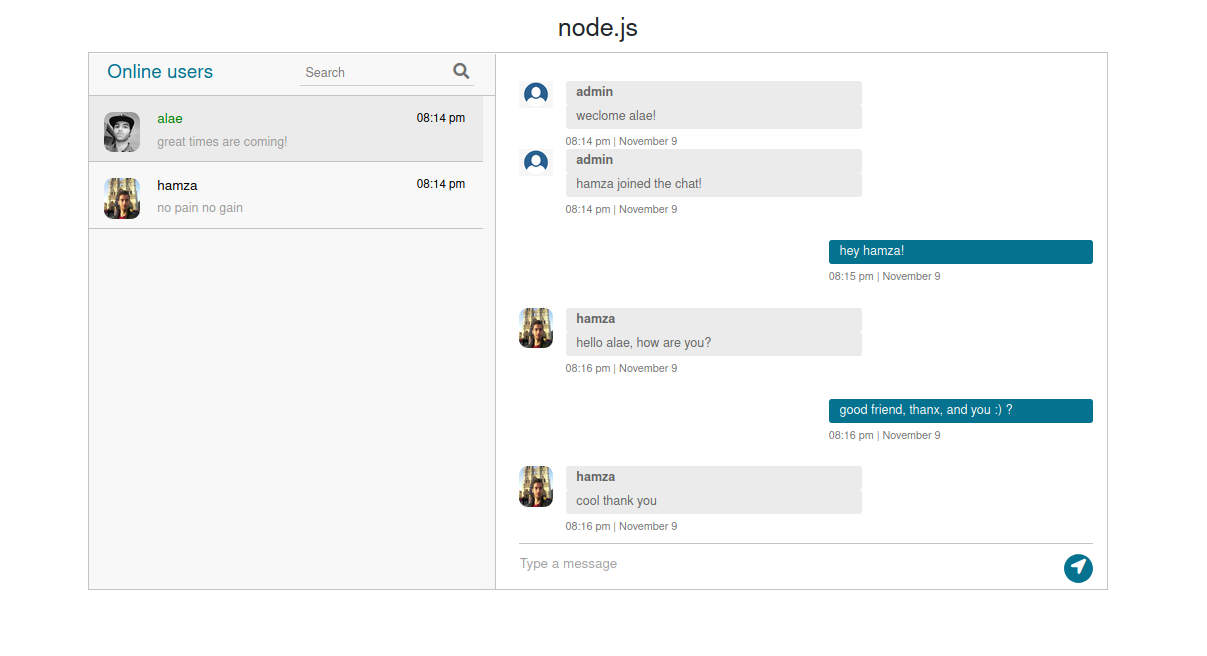 node.js
Online users
Search
alae
08:14 pm
great times are coming!
hamza
08:14 pm
no pain no gain
admin
weclome alae!
08:14 pm | November 9
admin
hamza joined the chat!
08:14 pm | November 9
hey hamza!
08:15 pm | November 9
hamza
hello alae, how are you?
08:16 pm | November 9
good friend, thanx, and you :) ?
08:16 pm | November 9
hamza
cool thank you
08:16 pm | November 9
Type a message